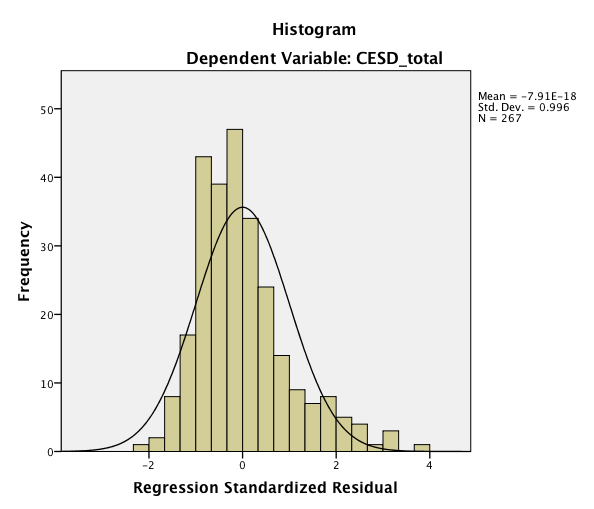 Histogram
Dependent Variable: CESD_total
Mean = -7.91E-18
Std. Dev. = 0.996
N = 267
Frequency
50
40
30
20
10
0
-2
0
2
4
Regression Standardized Residual